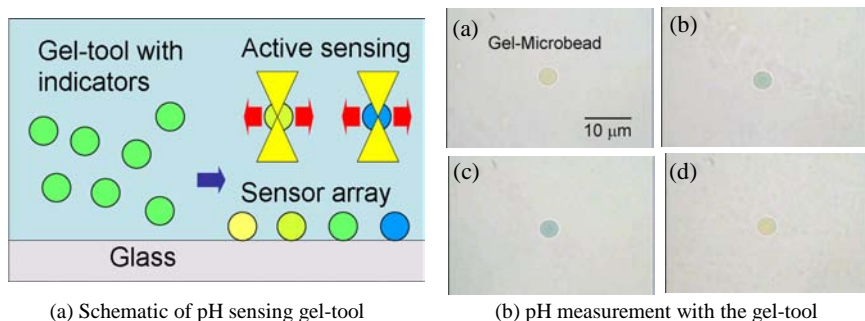 Gel-tool with
indicators
Active sensing
Sensor array
Glass
(a) Schematic of pH sensing gel-tool
(a)
Gel-Microbead
10 μm
(b)
(c)
(d)
(b) pH measurement with the gel-tool